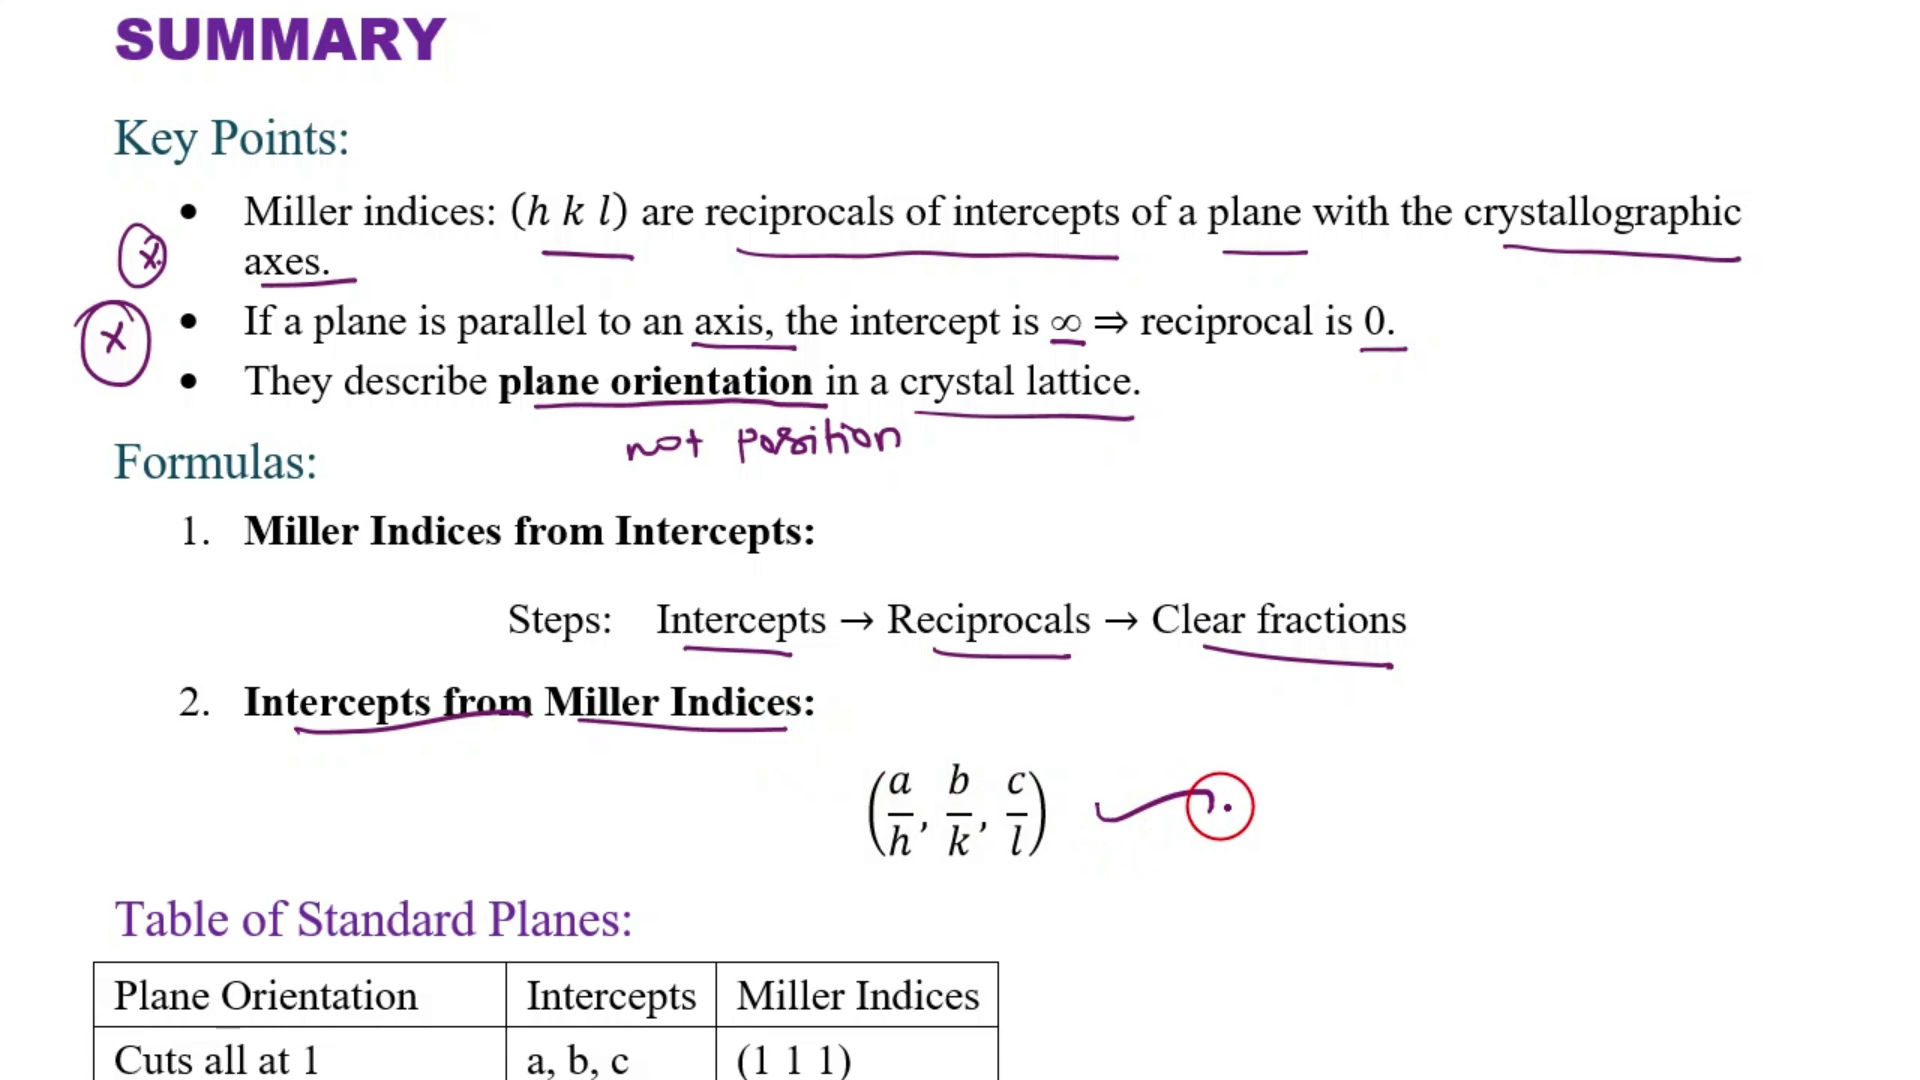 SUMMARY
Key Points:
• Miller indices: (h k l) are reciprocals of intercepts of a plane with the crystallographic
axes.
• If a plane is parallel to an axis, the intercept is ∞ ⇒ reciprocal is 0.
• They describe plane orientation in a crystal lattice.
not position
Formulas:
1. Miller Indices from Intercepts:
Steps: Intercepts → Reciprocals → Clear fractions
2. Intercepts from Miller Indices:
(a/h, b/k, c/l)
Table of Standard Planes:
Plane Orientation Intercepts Miller Indices
Cuts all at 1 a, b, c (1 1 1)